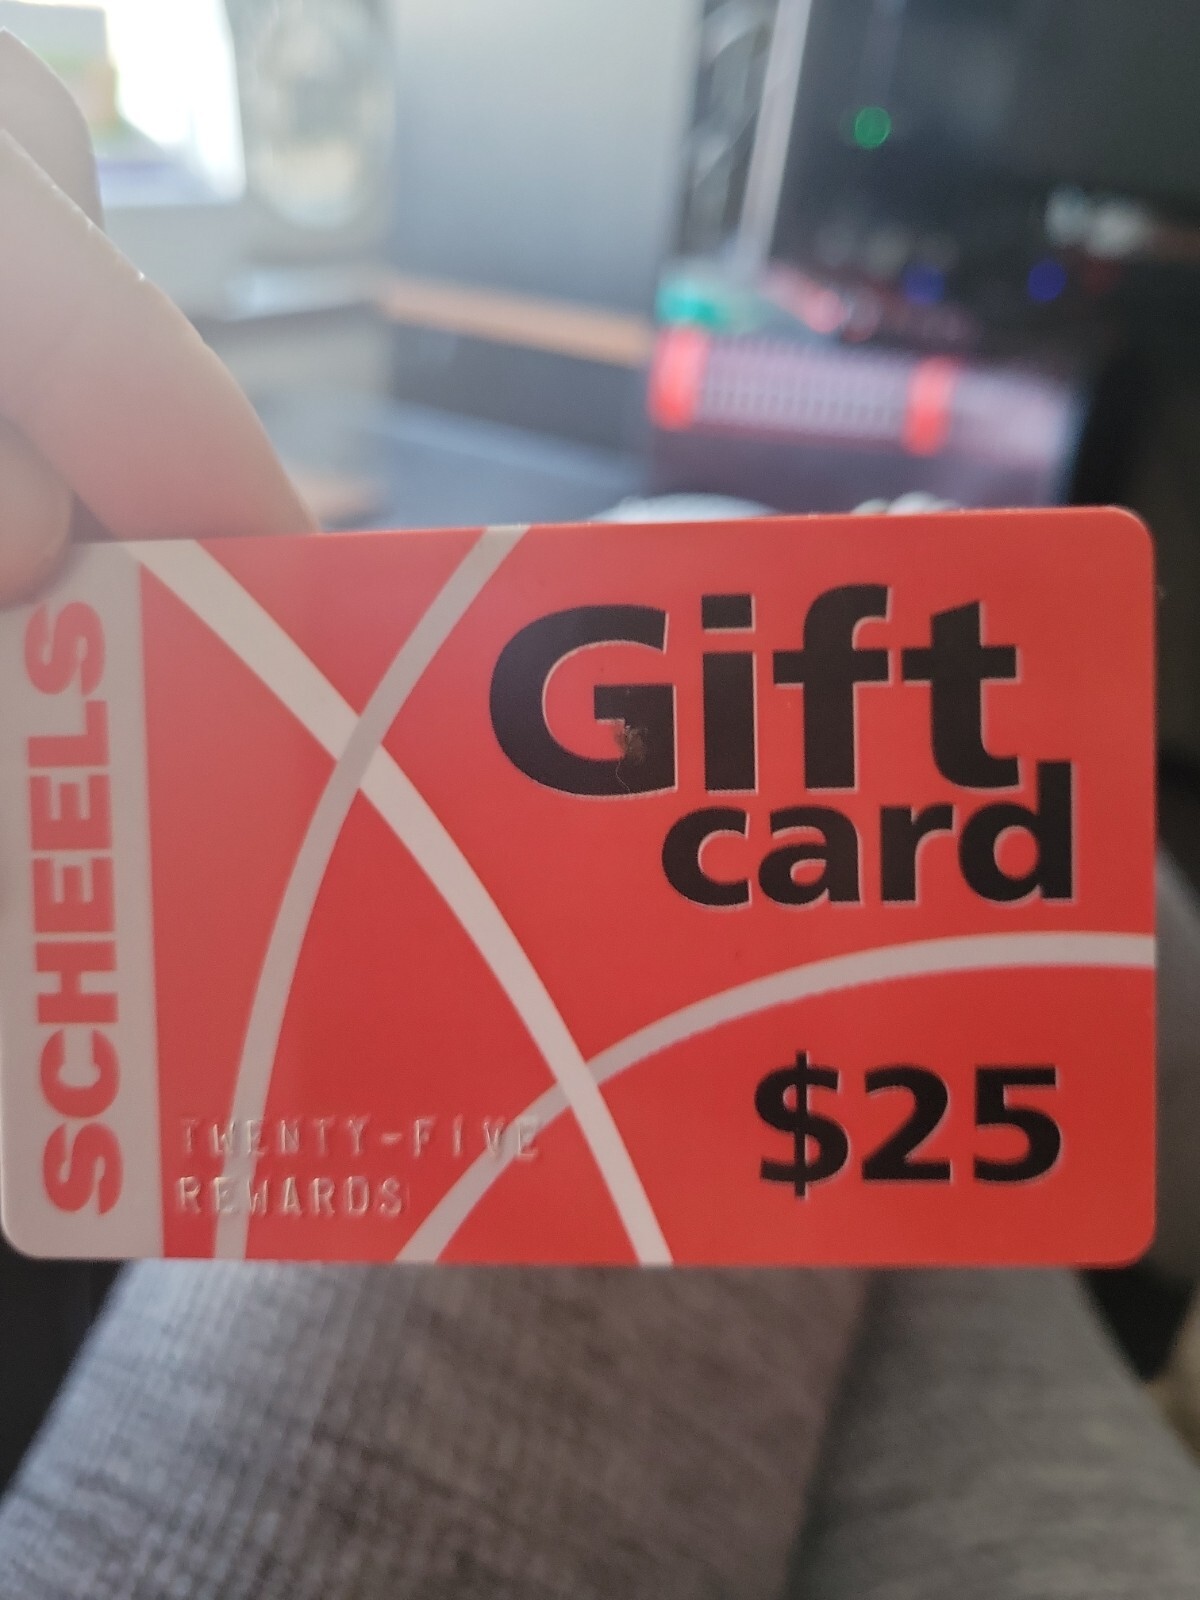 SCHEELS
Gift
card
$25
TWENTY-FIVE
REWARDS